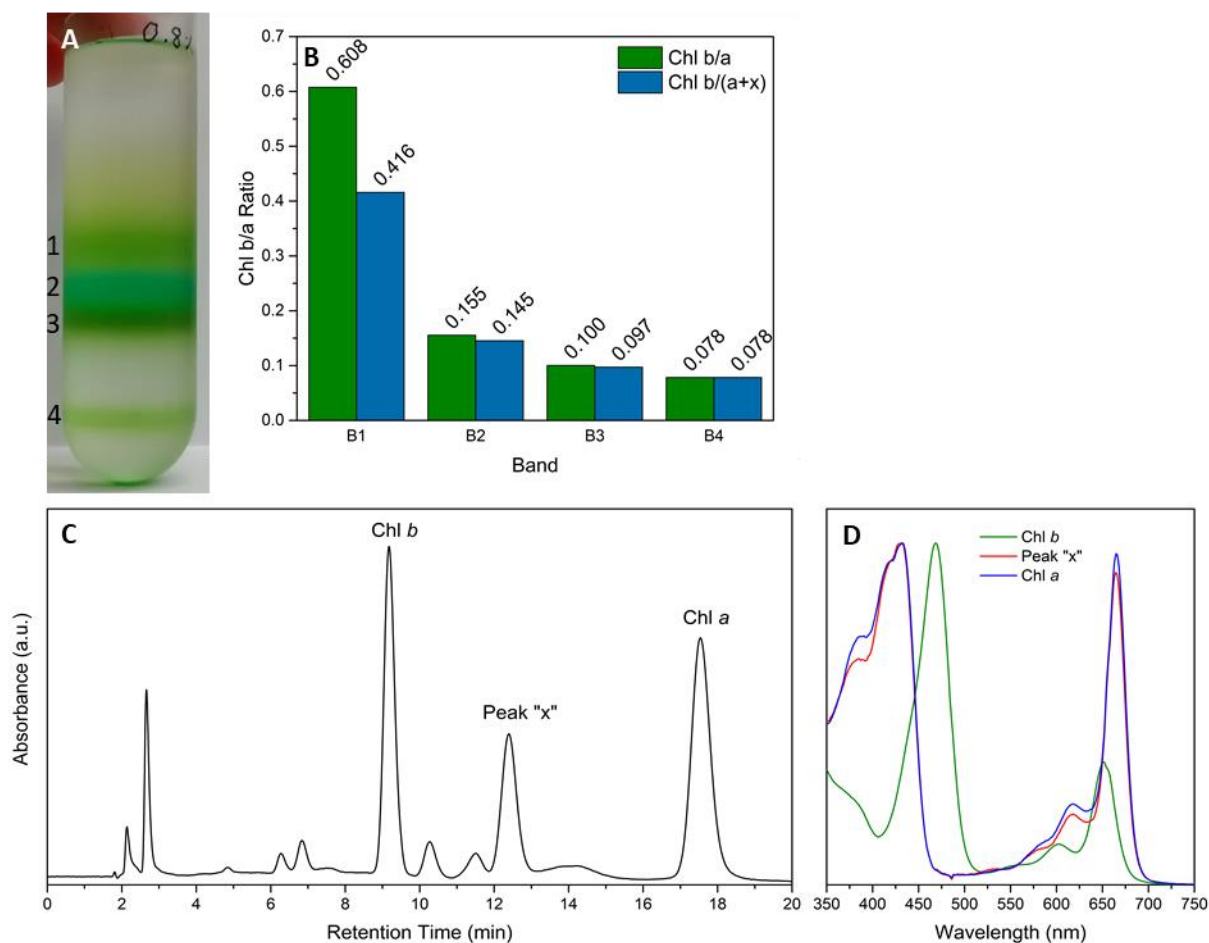 A
0.8%
1
2
3
4
B
Chl b/a
Chl b/(a+x)
0.7
0.6
0.5
0.4
0.3
0.2
0.1
0.0
Chl b/a Ratio
0.608
0.416
0.155
0.145
0.100
0.097
0.078
0.078
B1 B2 B3 B4
Band
C
Chl b
Peak "x"
Chl a
Absorbance (a.u.)
0 2 4 6 8 10 12 14 16 18 20
Retention Time (min)
D
Chl b
Peak "x"
Chl a
350 400 450 500 550 600 650 700 750
Wavelength (nm)